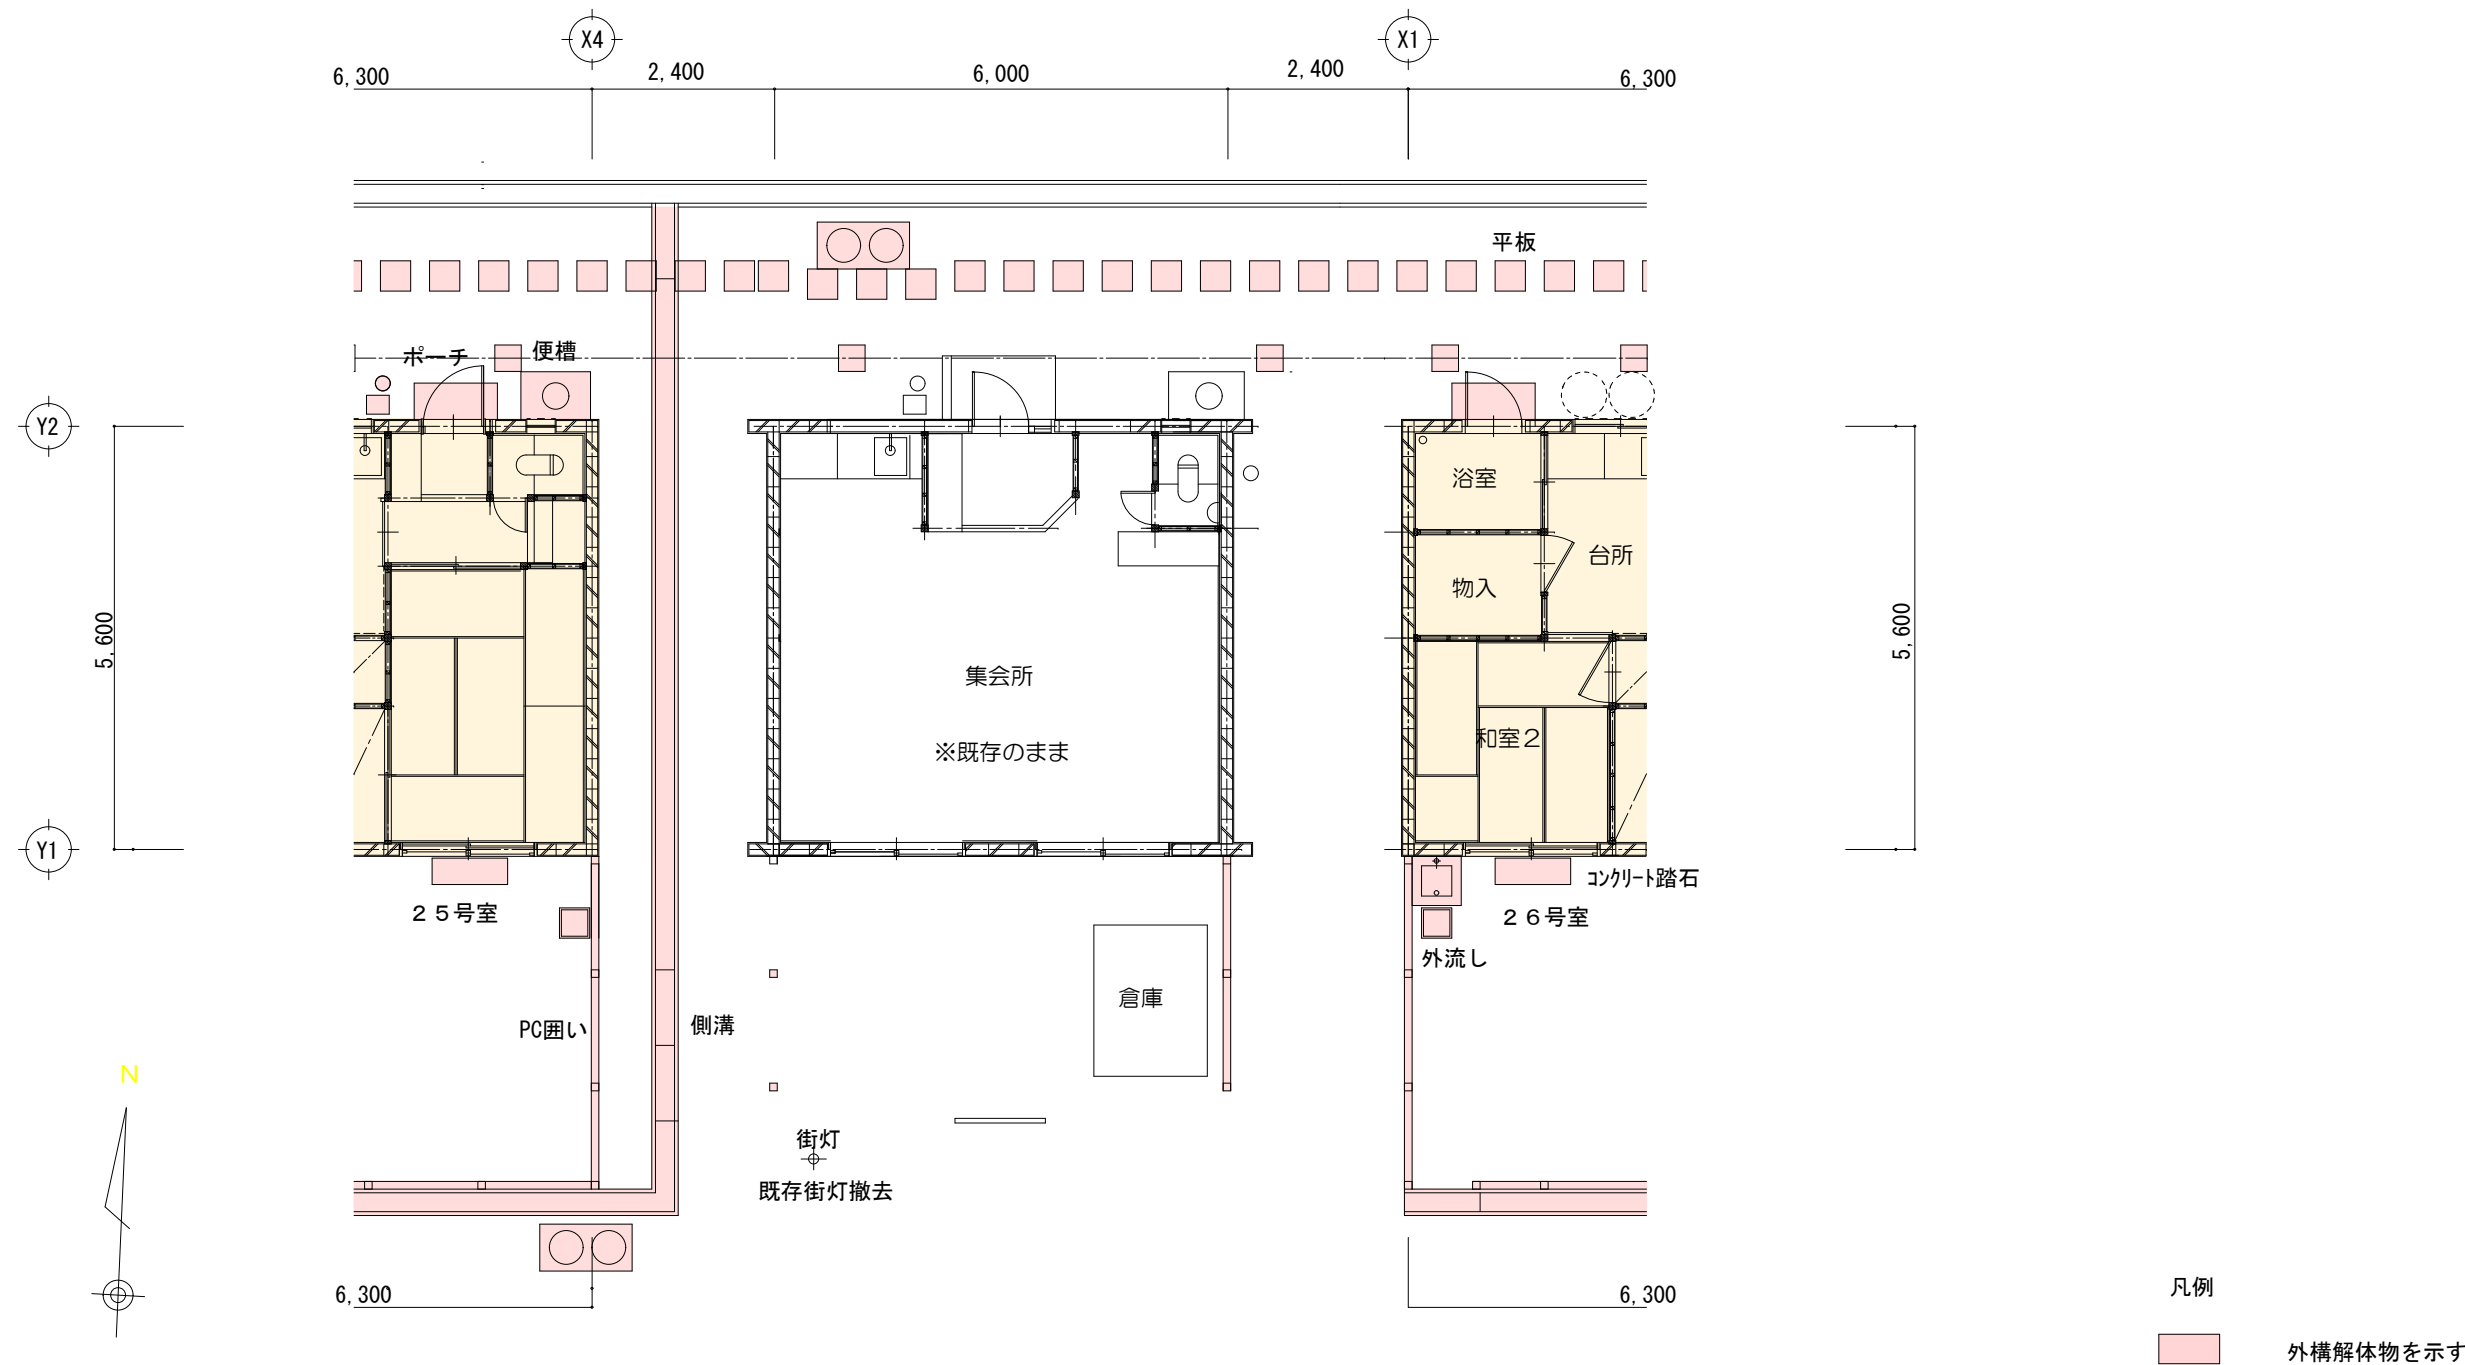 X4
X1
6,300
2,400
6,000
2,400
6,300
平板
ポーチ
便槽
Y2
浴室
台所
物入
5,600
5,600
集会所
※既存のまま
和室2
Y1
コンクリート踏石
25号室
26号室
外流し
倉庫
PC囲い
側溝
N
街灯
既存街灯撤去
6,300
6,300
凡例
外構解体物を示す